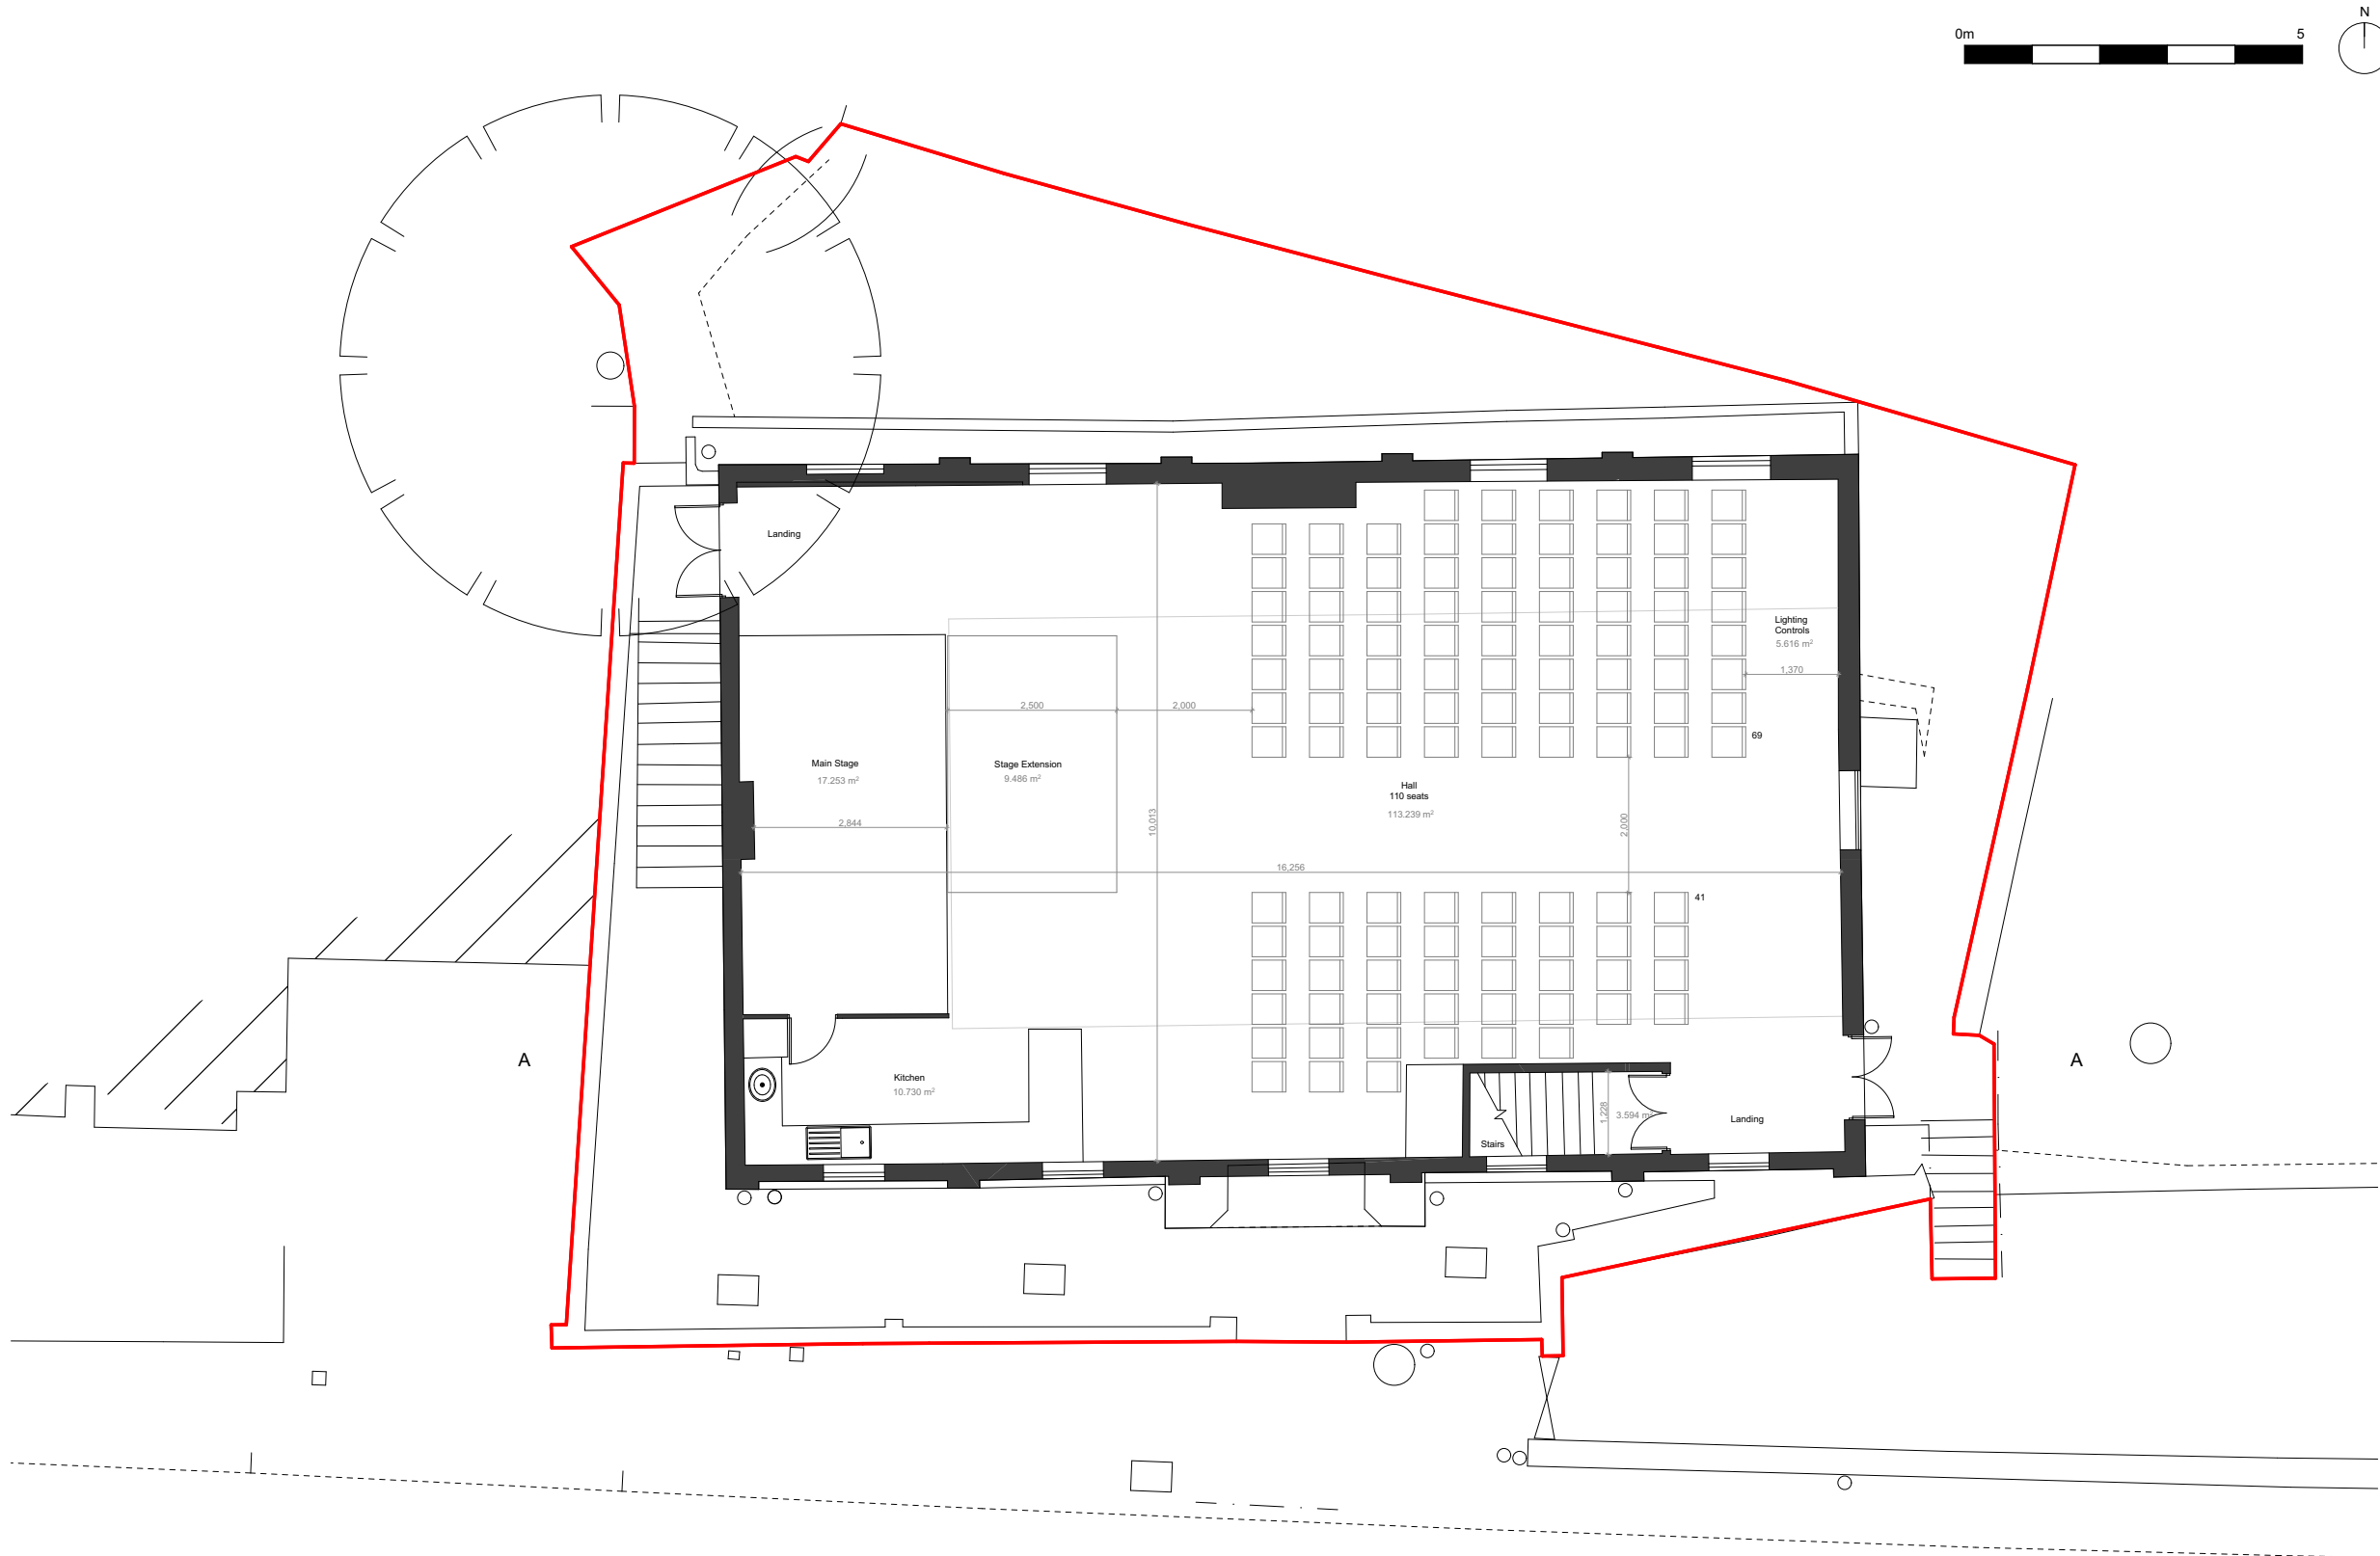 N
0m 5
Landing
Lighting
Controls
5.616 m²
1,370
2,500
2,000
69
Main Stage
17.253 m²
Stage Extension
9.486 m²
Hall
110 seats
113.239 m²
2,844
10,013
2,000
16,256
41
A
A
Kitchen
10.730 m²
1,228
3.594 m²
Landing
Stairs